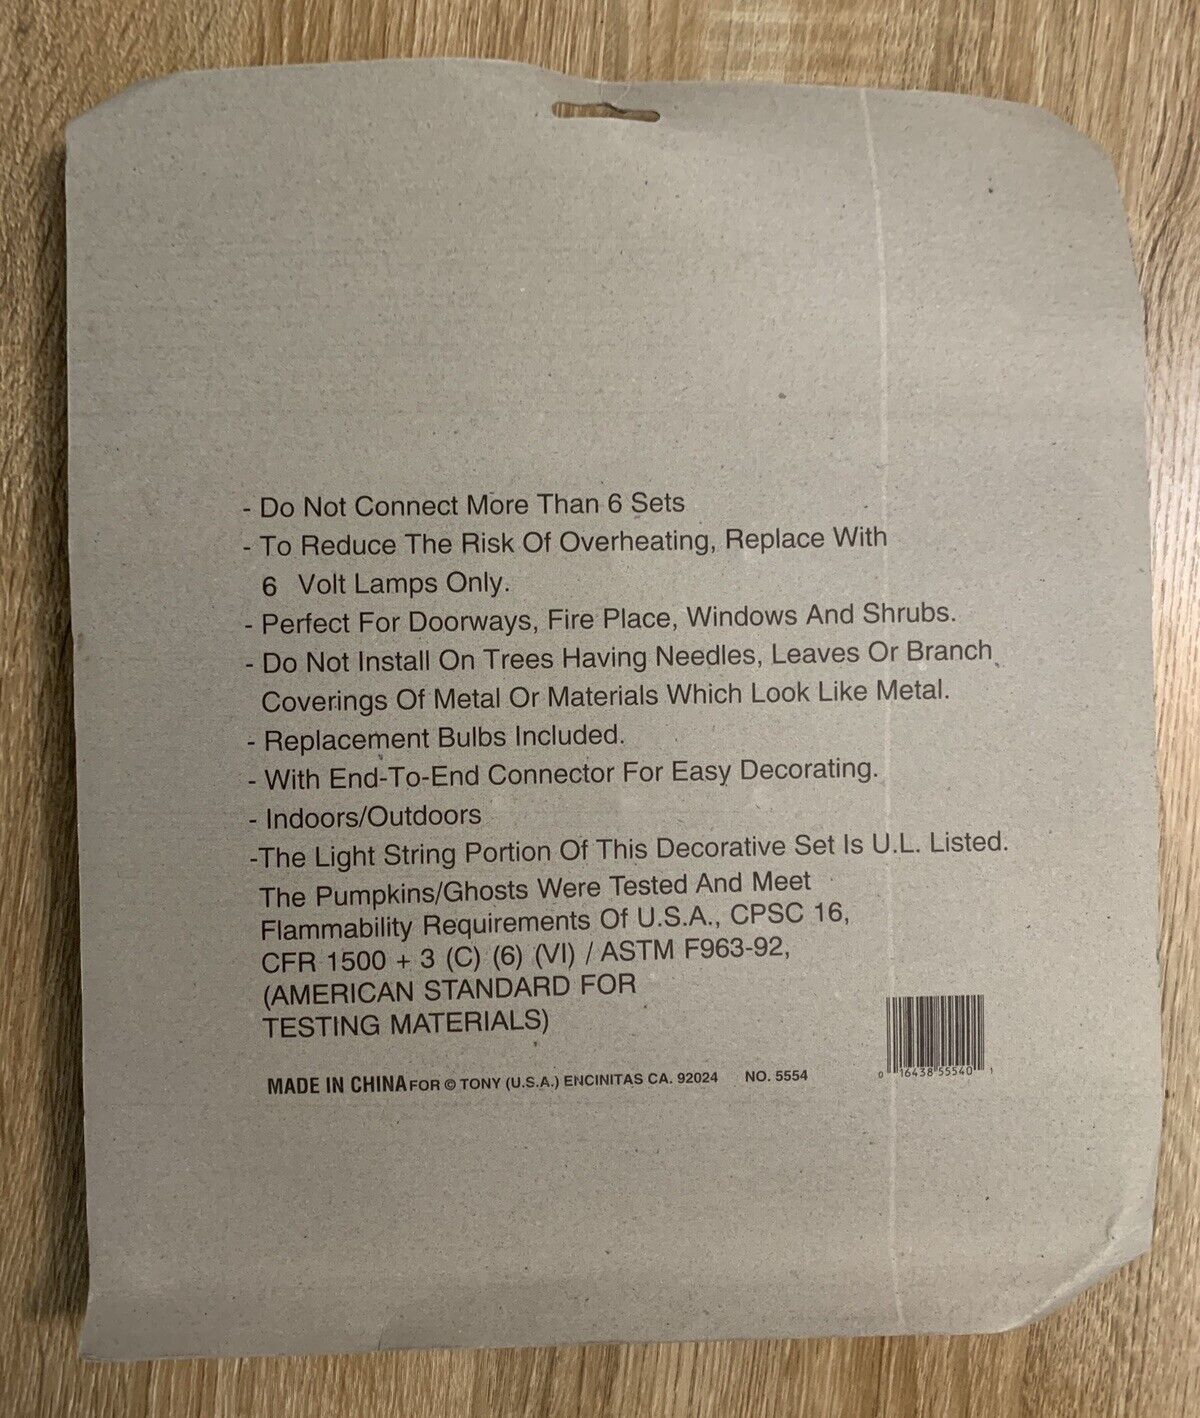 - Do Not Connect More Than 6 Sets
- To Reduce The Risk Of Overheating, Replace With
6 Volt Lamps Only.
- Perfect For Doorways, Fire Place, Windows And Shrubs.
- Do Not Install On Trees Having Needles, Leaves Or Branch
Coverings Of Metal Or Materials Which Look Like Metal.
- Replacement Bulbs Included.
- With End-To-End Connector For Easy Decorating.
- Indoors/Outdoors
-The Light String Portion Of This Decorative Set Is U.L. Listed.
The Pumpkins/Ghosts Were Tested And Meet
Flammability Requirements Of U.S.A., CPSC 16,
CFR 1500 + 3 (C) (6) (VI) / ASTM F963-92,
(AMERICAN STANDARD FOR
TESTING MATERIALS)
MADE IN CHINA FOR © TONY (U.S.A.) ENCINITAS CA. 92024 NO. 5554
0 16438 55540 1